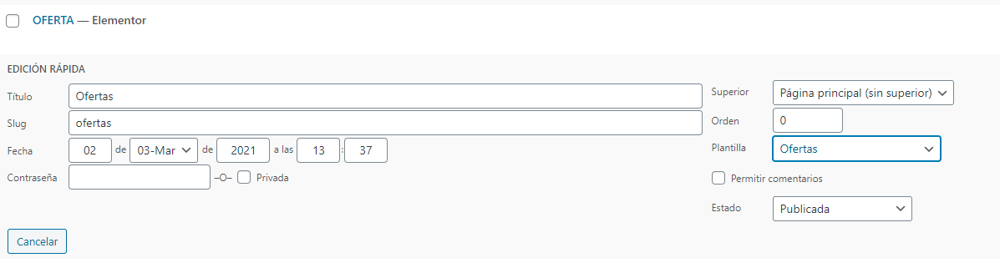 OFERTA — Elementor
EDICIÓN RÁPIDA
Título Ofertas
Slug ofertas
Fecha 02 de 03-Mar de 2021 a las 13 : 37
Contraseña –O– Privada
Superior Página principal (sin superior)
Orden 0
Plantilla Ofertas
Permitir comentarios
Estado Publicada
Cancelar